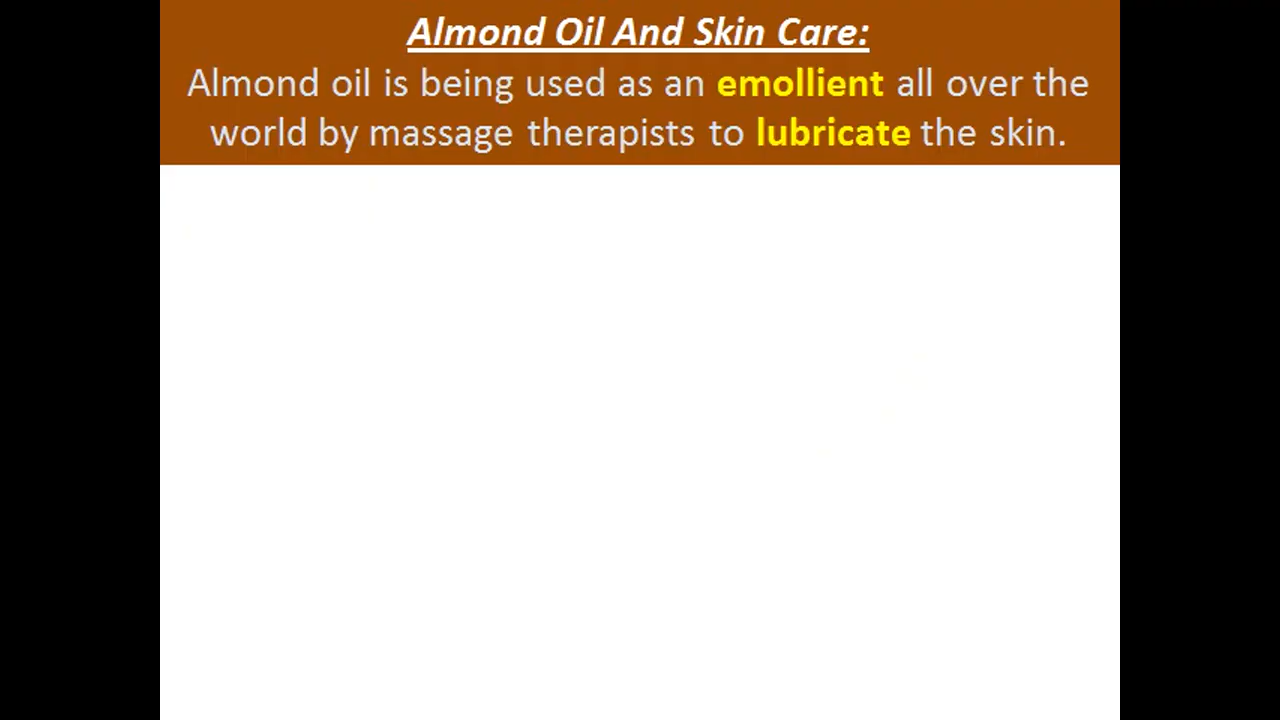 Almond Oil And Skin Care:
Almond oil is being used as an emollient all over the
world by massage therapists to lubricate the skin.